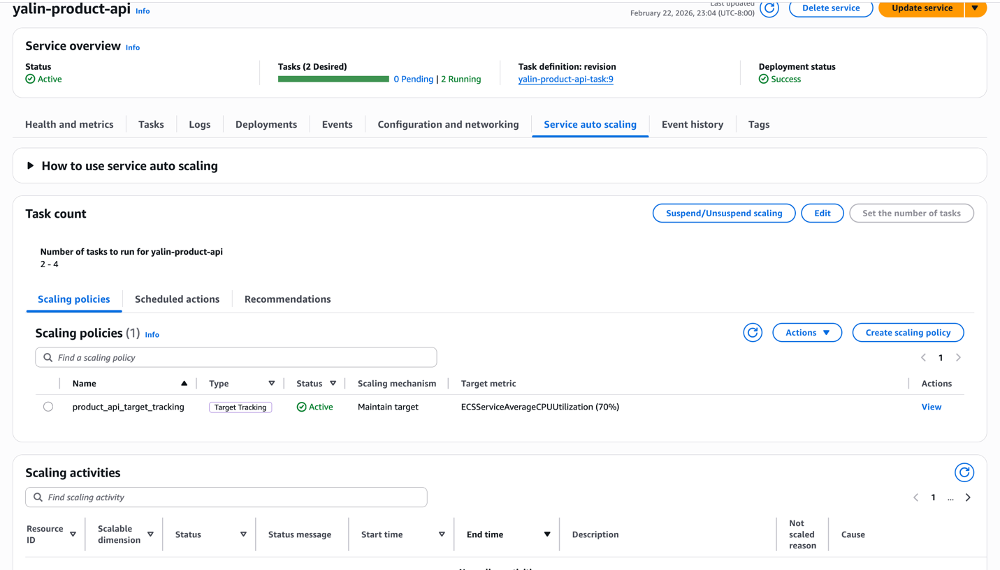 yalin-product-api Info
Last updated
February 22, 2026, 23:04 (UTC-8:00)
Delete service
Update service
Service overview Info
Status
Active
Tasks (2 Desired)
0 Pending | 2 Running
Task definition: revision
yalin-product-api-task:9
Deployment status
Success
Health and metrics
Tasks
Logs
Deployments
Events
Configuration and networking
Service auto scaling
Event history
Tags
How to use service auto scaling
Task count
Suspend/Unsuspend scaling
Edit
Set the number of tasks
Number of tasks to run for yalin-product-api
2 - 4
Scaling policies
Scheduled actions
Recommendations
Scaling policies (1) Info
Actions
Create scaling policy
Find a scaling policy
1
Name
Type
Status
Scaling mechanism
Target metric
Actions
product_api_target_tracking
Target Tracking
Active
Maintain target
ECSServiceAverageCPUUtilization (70%)
View
Scaling activities
Find scaling activity
1 ...
Resource ID
Scalable dimension
Status
Status message
Start time
End time
Description
Not scaled reason
Cause